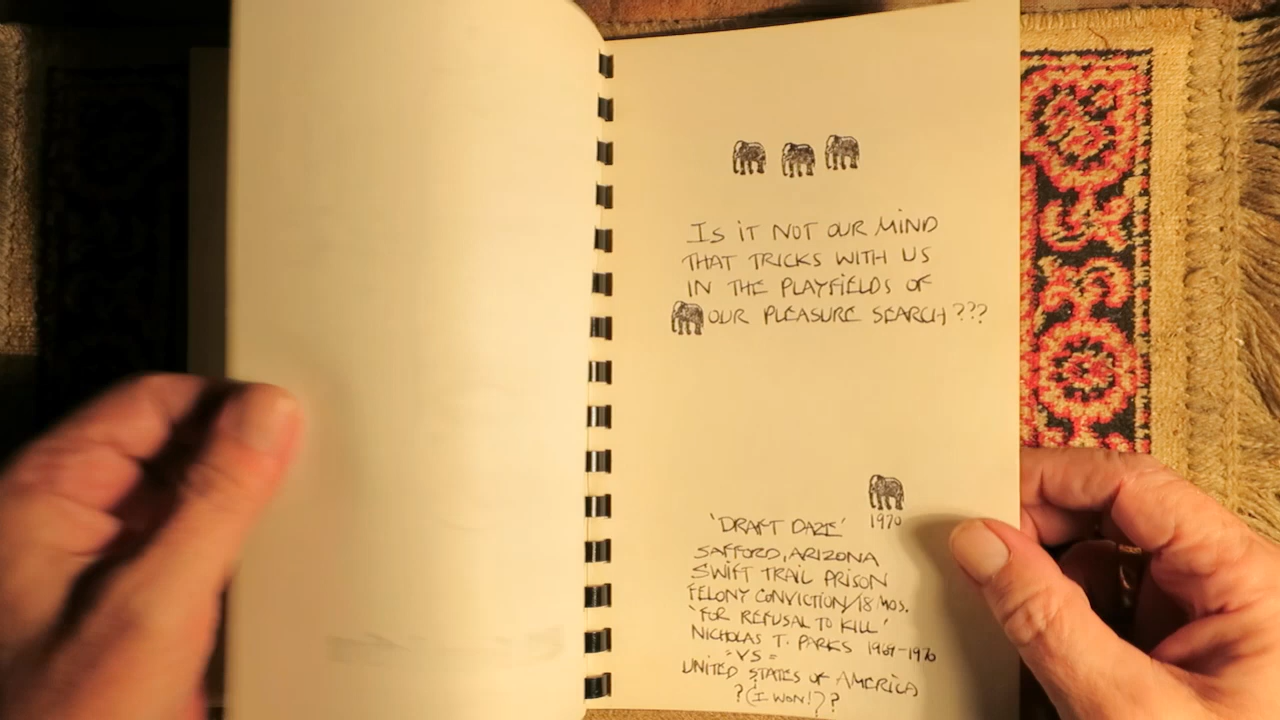 IS IT NOT OUR MIND
THAT TRICKS WITH US
IN THE PLAYFIELDS OF
OUR PLEASURE SEARCH???
1970
'DRAFT DAZE'
SAFFORD, ARIZONA
SWIFT TRAIL PRISON
FELONY CONVICTION/18 MOS.
'FOR REFUSAL TO KILL'
NICHOLAS T. PARKS 1969-1970
"VS"
UNITED STATES OF AMERICA
?(I WON!)?